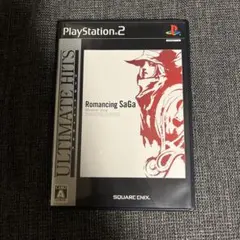 PlayStation 2
ULTIMATE HITS
Romancing SaGa
SQUARE ENIX
A